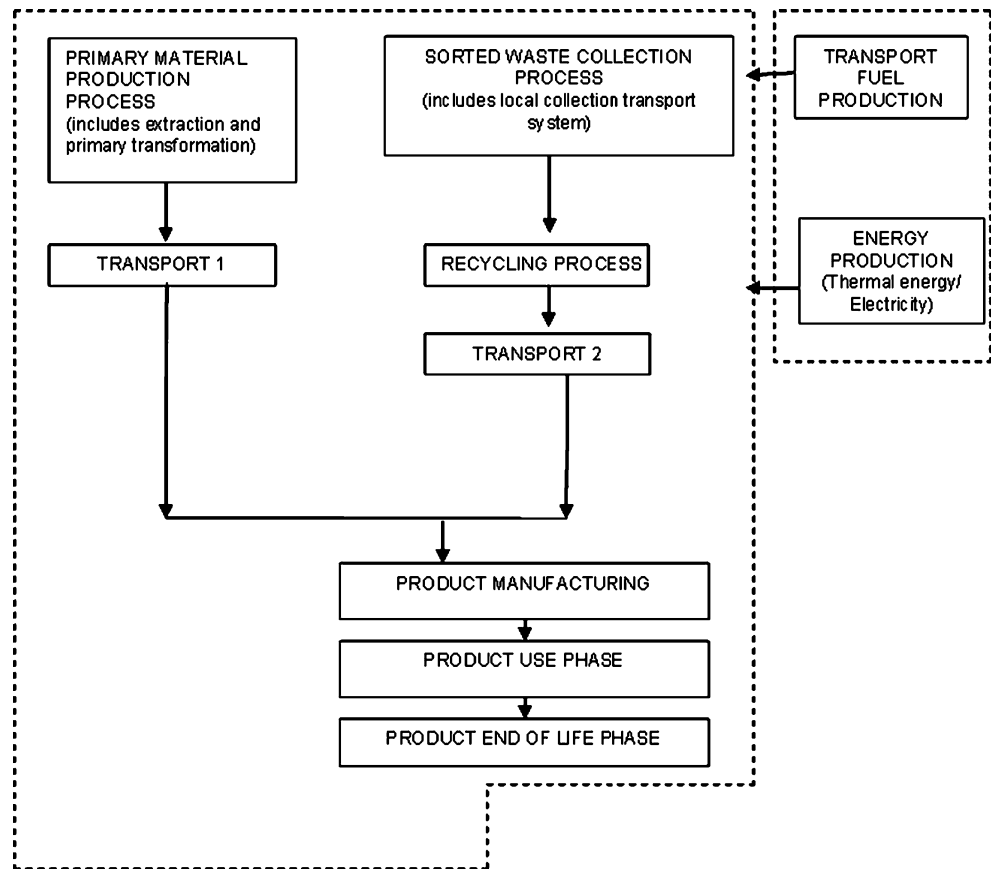 PRIMARY MATERIAL
PRODUCTION
PROCESS
(includes extraction and
primary transformation)
SORTED WASTE COLLECTION
PROCESS
(includes local collection transport
system)
TRANSPORT
FUEL
PRODUCTION
TRANSPORT 1
RECYCLING PROCESS
ENERGY
PRODUCTION
(Thermal energy/
Electricity)
TRANSPORT 2
PRODUCT MANUFACTURING
PRODUCT USE PHASE
PRODUCT END OF LIFE PHASE